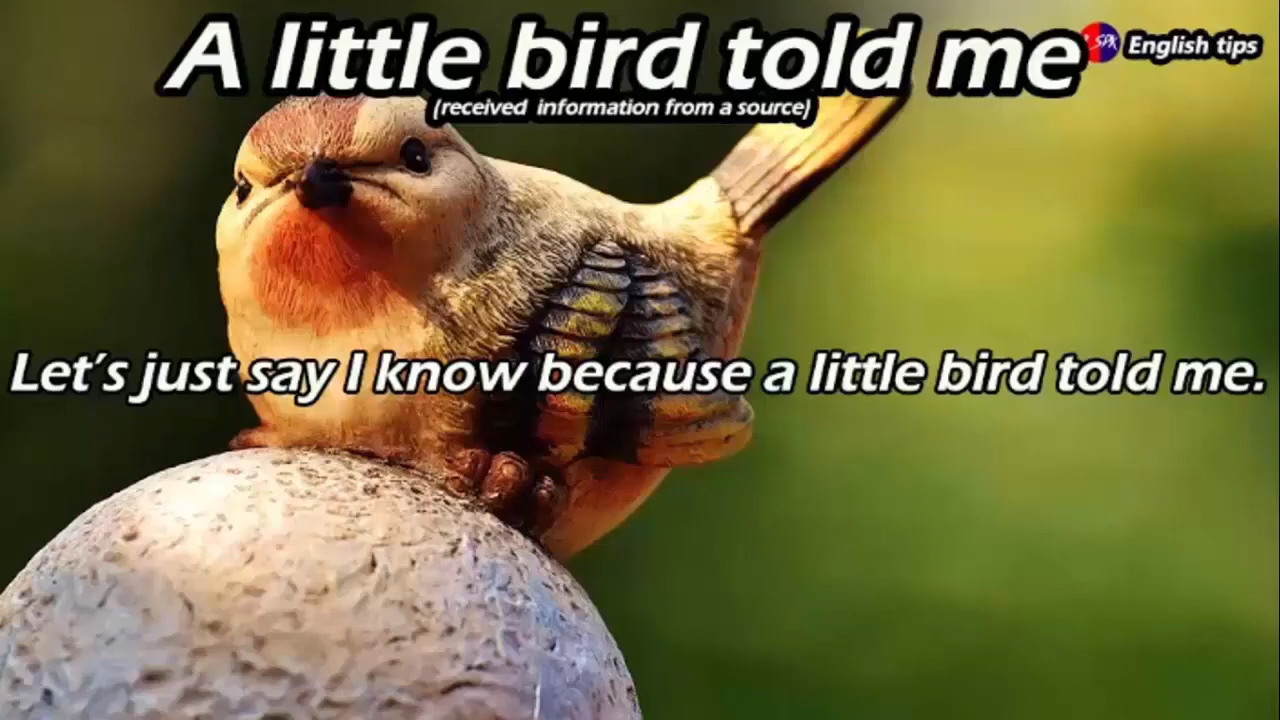 A little bird told me
SPK English tips
(received information from a source)
Let's just say I know because a little bird told me.